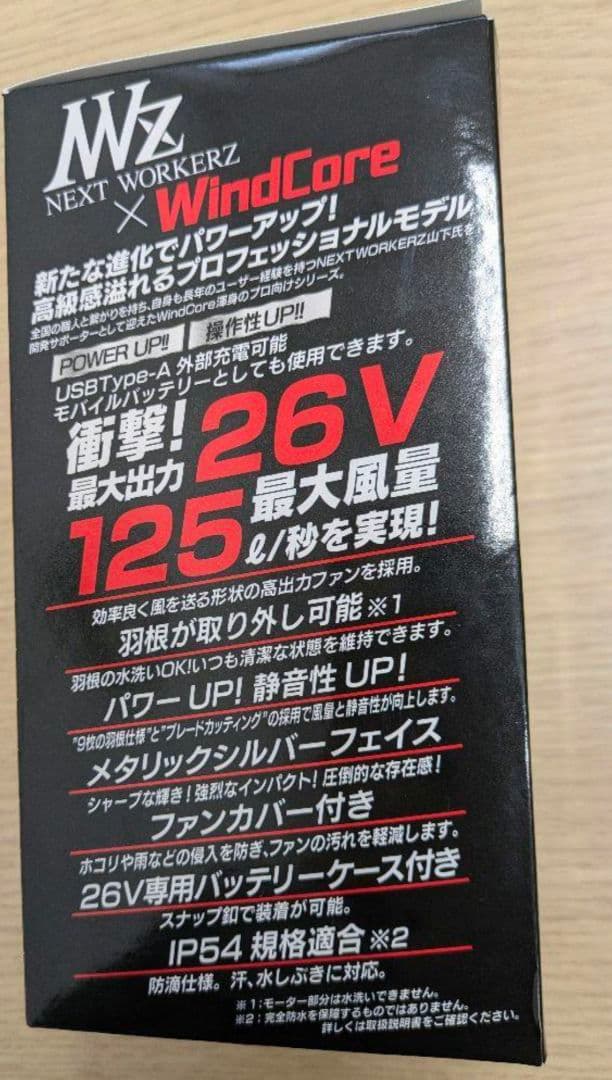 NWZ
NEXT WORKERZ
×WindCore
新たな進化でパワーアップ!
高級感溢れるプロフェッショナルモデル
全国の職人と繋がりを持ち、自身も長年のユーザー経験を持つNEXT WORKERZ山下氏を
開発サポーターとして迎えたWindCore渾身のプロ向けシリーズ。
POWER UP!! 操作性UP!!
USBType-A 外部充電可能
モバイルバッテリーとしても使用できます。
衝撃!
最大出力 26V
125 最大風量
ℓ/秒を実現!
効率良く風を送る形状の高出力ファンを採用。
羽根が取り外し可能※1
羽根の水洗いOK!いつも清潔な状態を維持できます。
パワーUP! 静音性UP!
"9枚の羽根仕様"と"ブレードカッティング"の採用で風量と静音性が向上します。
メタリックシルバーフェイス
シャープな輝き!強烈なインパクト!圧倒的な存在感!
ファンカバー付き
ホコリや雨などの侵入を防ぎ、ファンの汚れを軽減します。
26V専用バッテリーケース付き
スナップ釦で装着が可能。
IP54 規格適合※2
防滴仕様。汗、水しぶきに対応。
※1:モーター部分は水洗いできません。
※2:完全防水を保障するものではありません。
詳しくは取扱説明書をご確認ください。